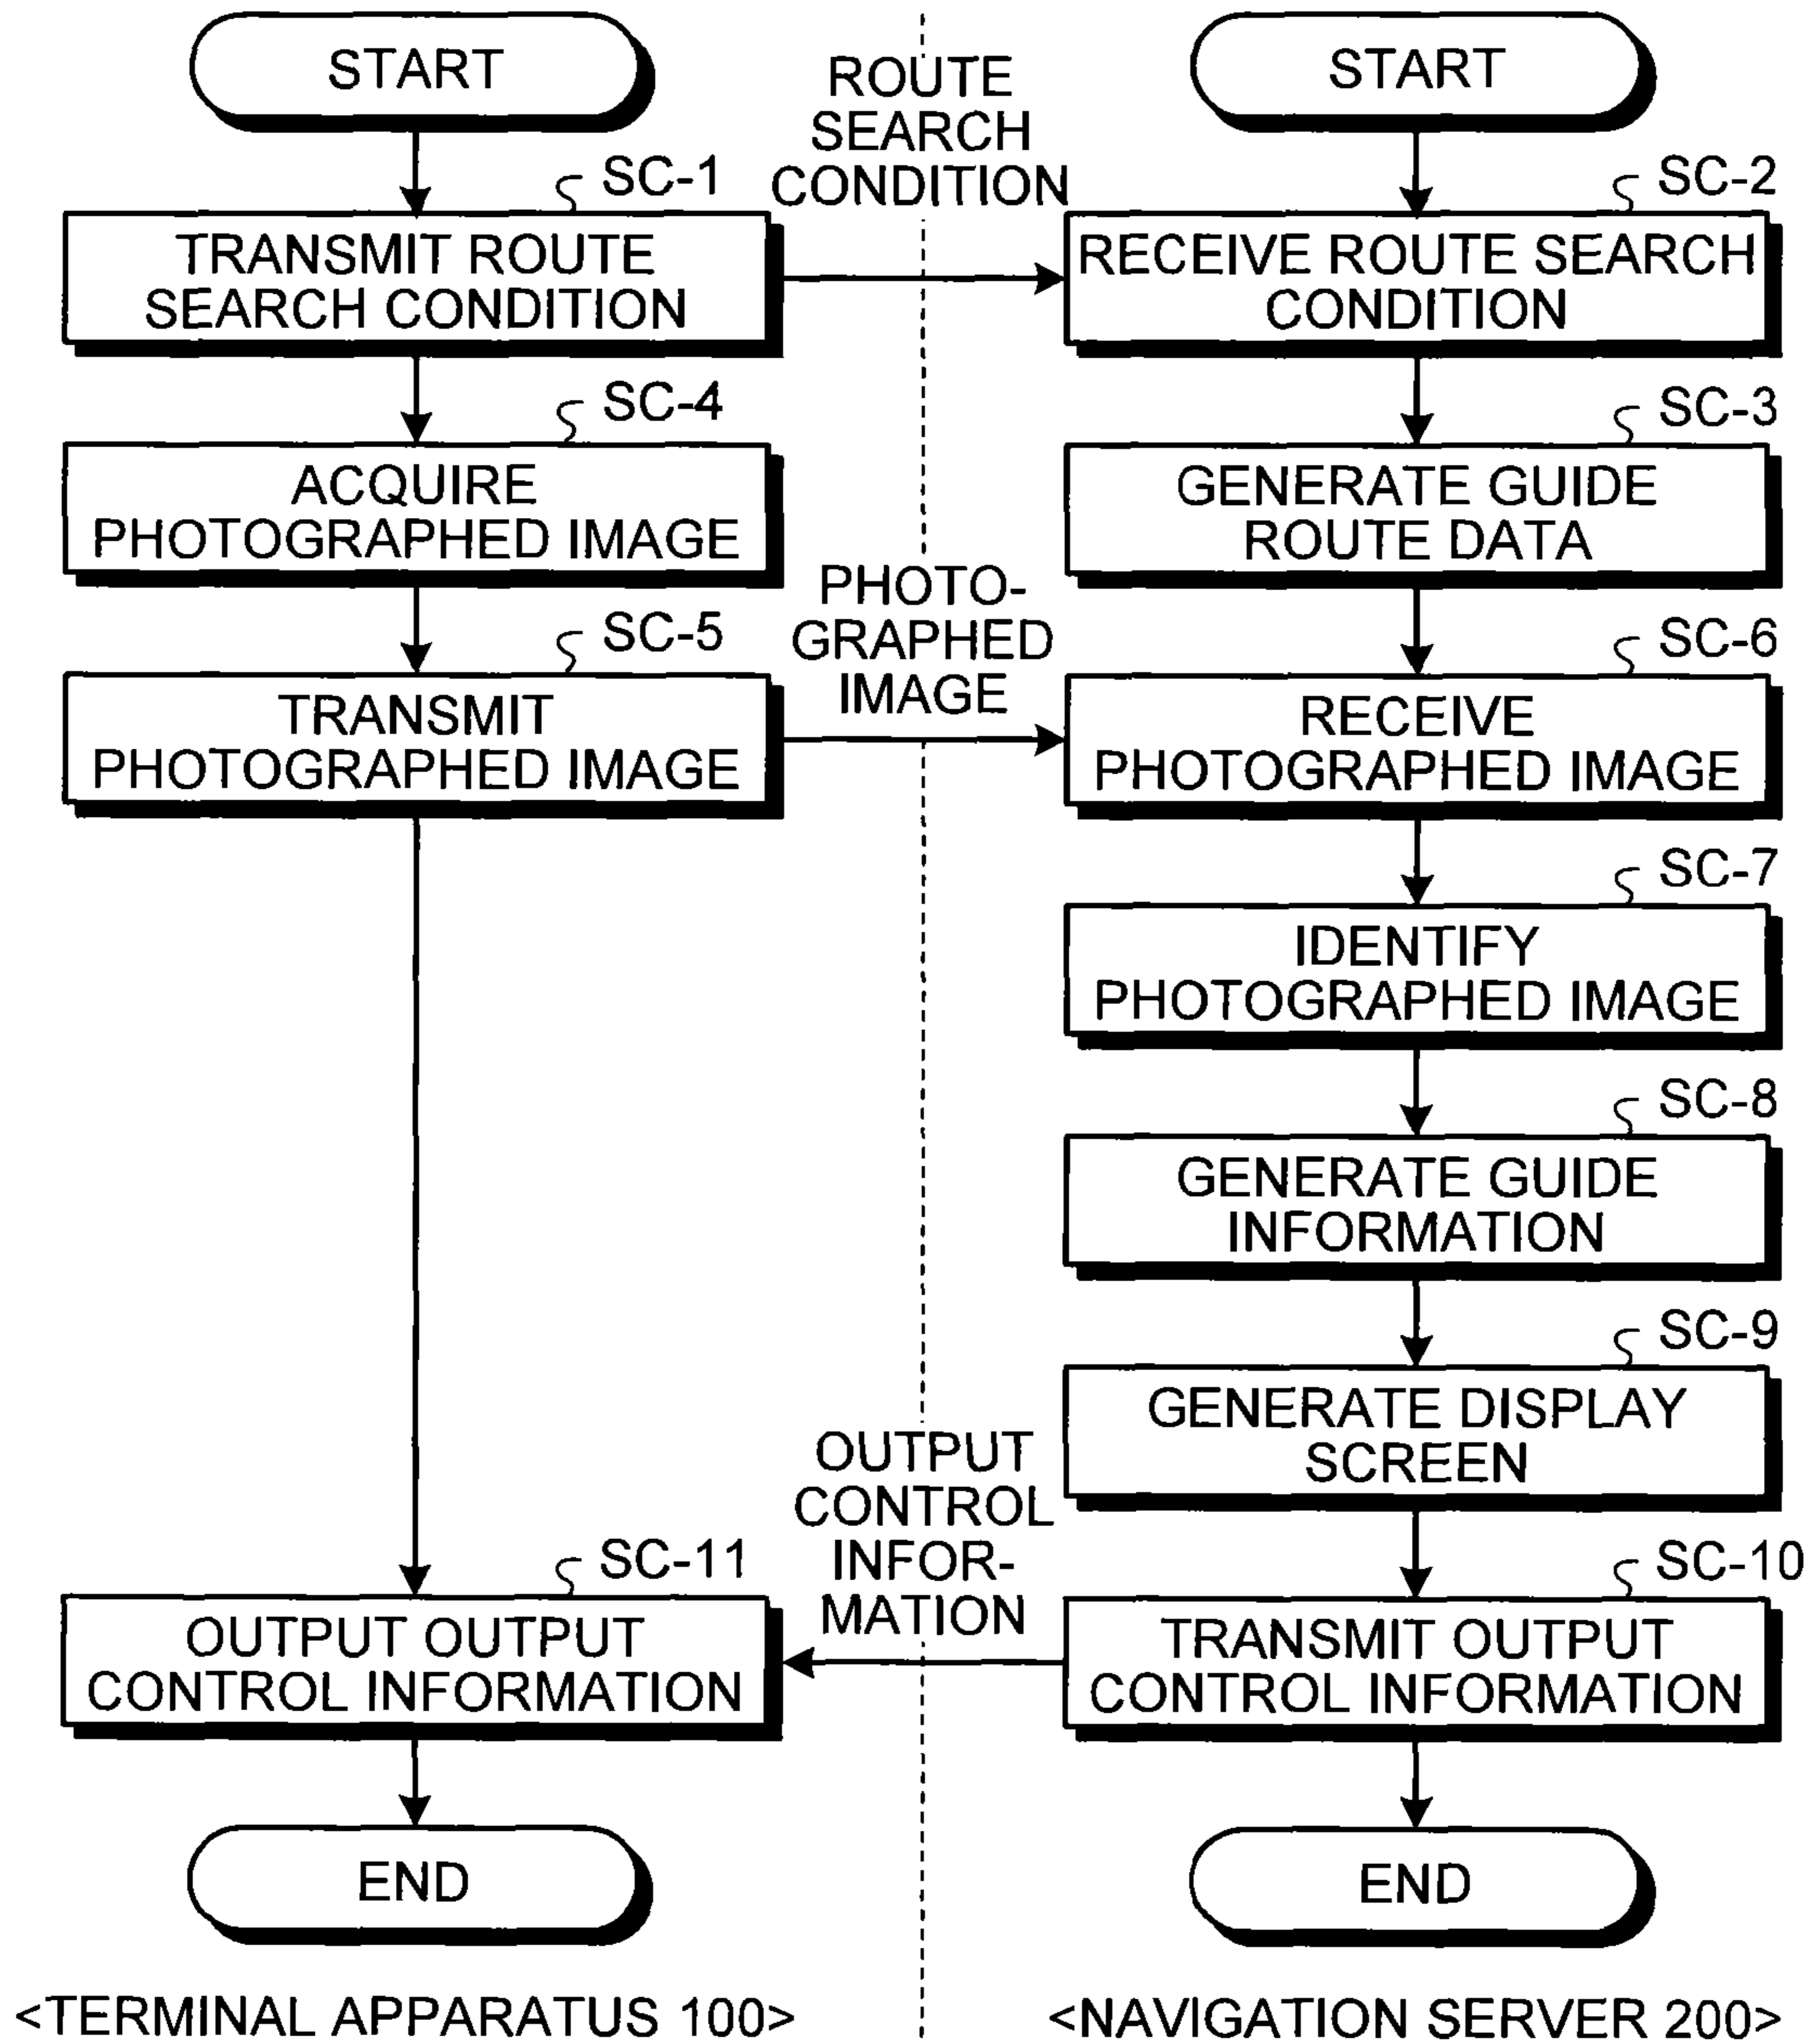 START
START
ROUTE
SEARCH
CONDITION
SC-1
SC-2
TRANSMIT ROUTE
SEARCH CONDITION
RECEIVE ROUTE SEARCH
CONDITION
SC-4
SC-3
ACQUIRE
PHOTOGRAPHED IMAGE
GENERATE GUIDE
ROUTE DATA
PHOTO-
GRAPHED
IMAGE
SC-5
SC-6
TRANSMIT
PHOTOGRAPHED IMAGE
RECEIVE
PHOTOGRAPHED IMAGE
SC-7
IDENTIFY
PHOTOGRAPHED IMAGE
SC-8
GENERATE GUIDE
INFORMATION
SC-9
GENERATE DISPLAY
SCREEN
OUTPUT
CONTROL
INFOR-
MATION
SC-11
SC-10
OUTPUT OUTPUT
CONTROL INFORMATION
TRANSMIT OUTPUT
CONTROL INFORMATION
END
END
<TERMINAL APPARATUS 100>
<NAVIGATION SERVER 200>